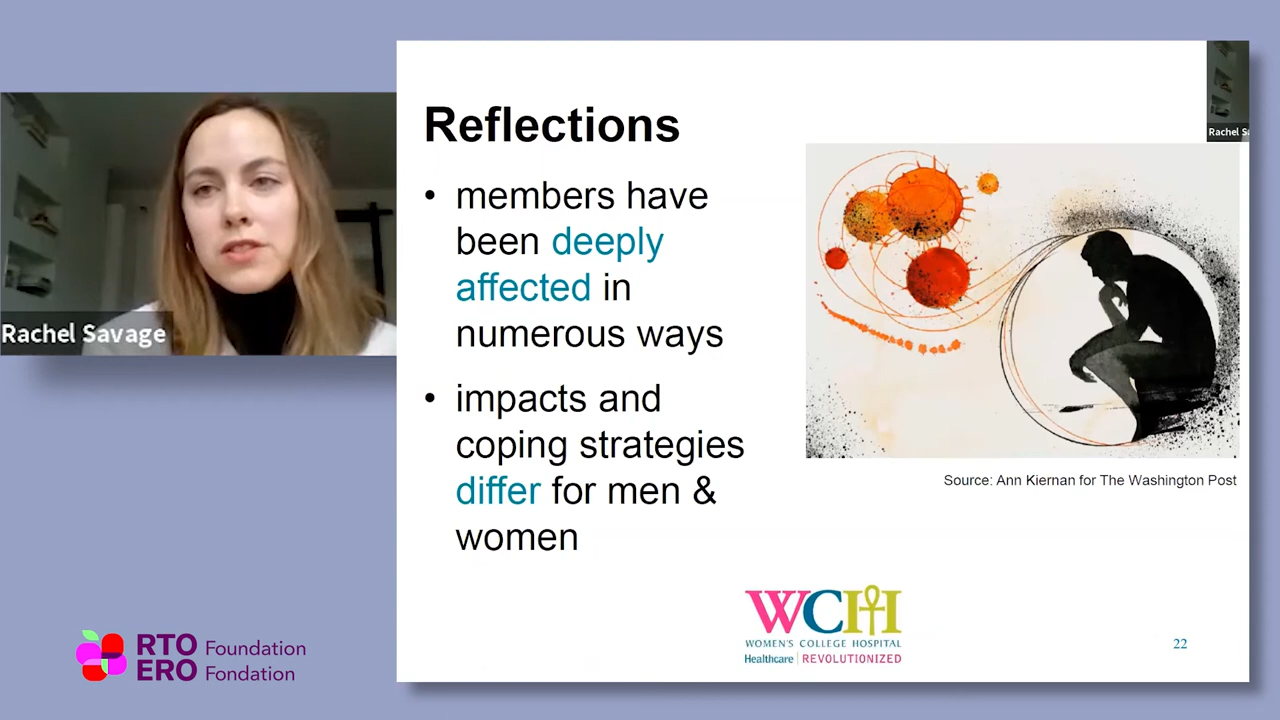 Rachel Savage
Reflections
• members have
been deeply
affected in
numerous ways
• impacts and
coping strategies
differ for men &
women
Rachel
Source: Ann Kiernan for The Washington Post
WCH
WOMEN'S COLLEGE HOSPITAL
Healthcare | REVOLUTIONIZED
22
RTO Foundation
ERO Fondation